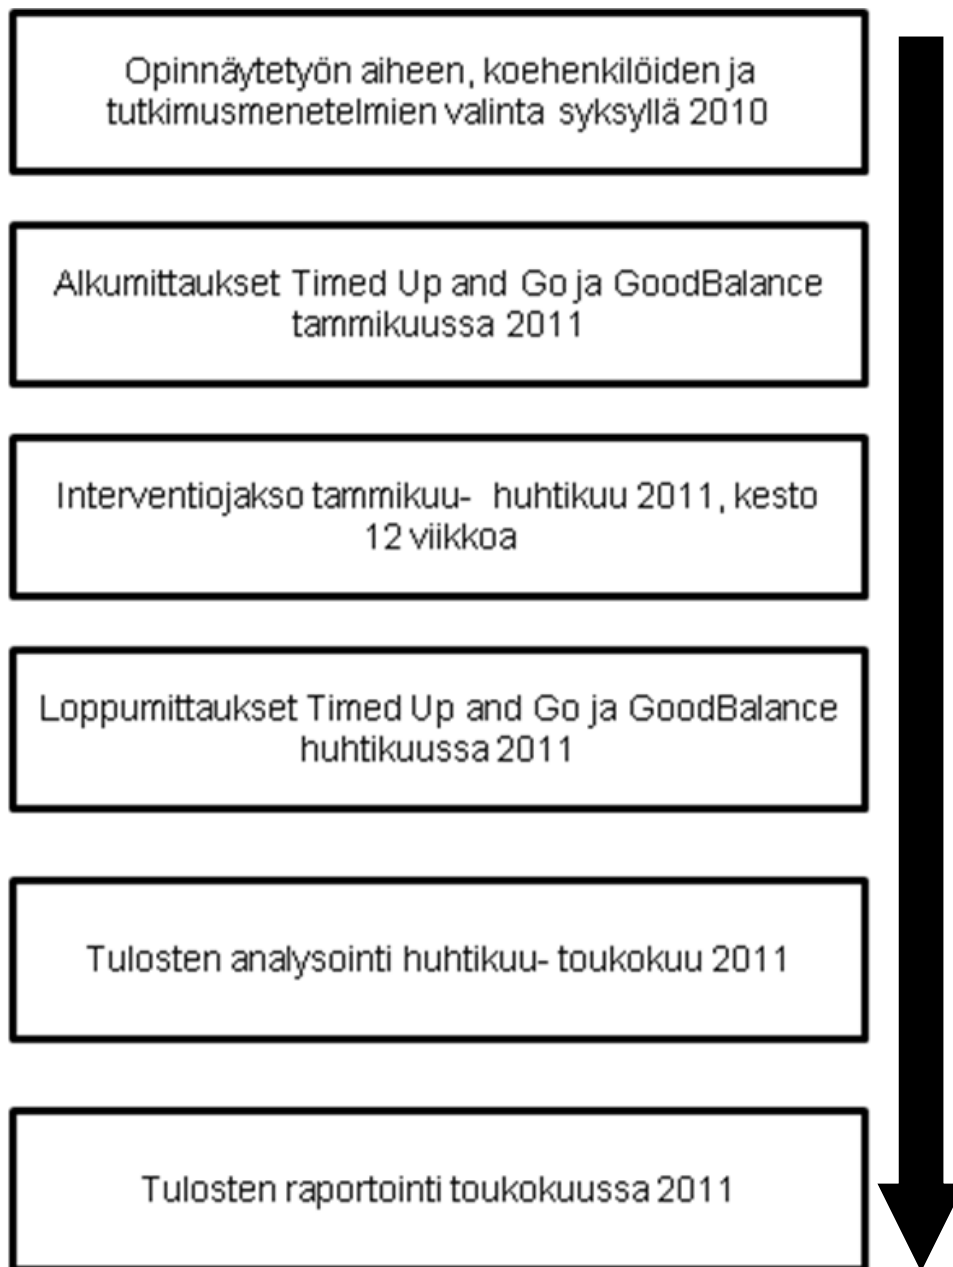 Opinnäytetyön aiheen, koehenkilöiden ja
tutkimusmenetelmien valinta syksyllä 2010
Alkumittaukset Timed Up and Go ja GoodBalance
tammikuussa 2011
Interventiojakso tammikuu- huhtikuu 2011, kesto
12 viikkoa
Loppumittaukset Timed Up and Go ja GoodBalance
huhtikuussa 2011
Tulosten analysointi huhtikuu- toukokuu 2011
Tulosten raportointi toukokuussa 2011